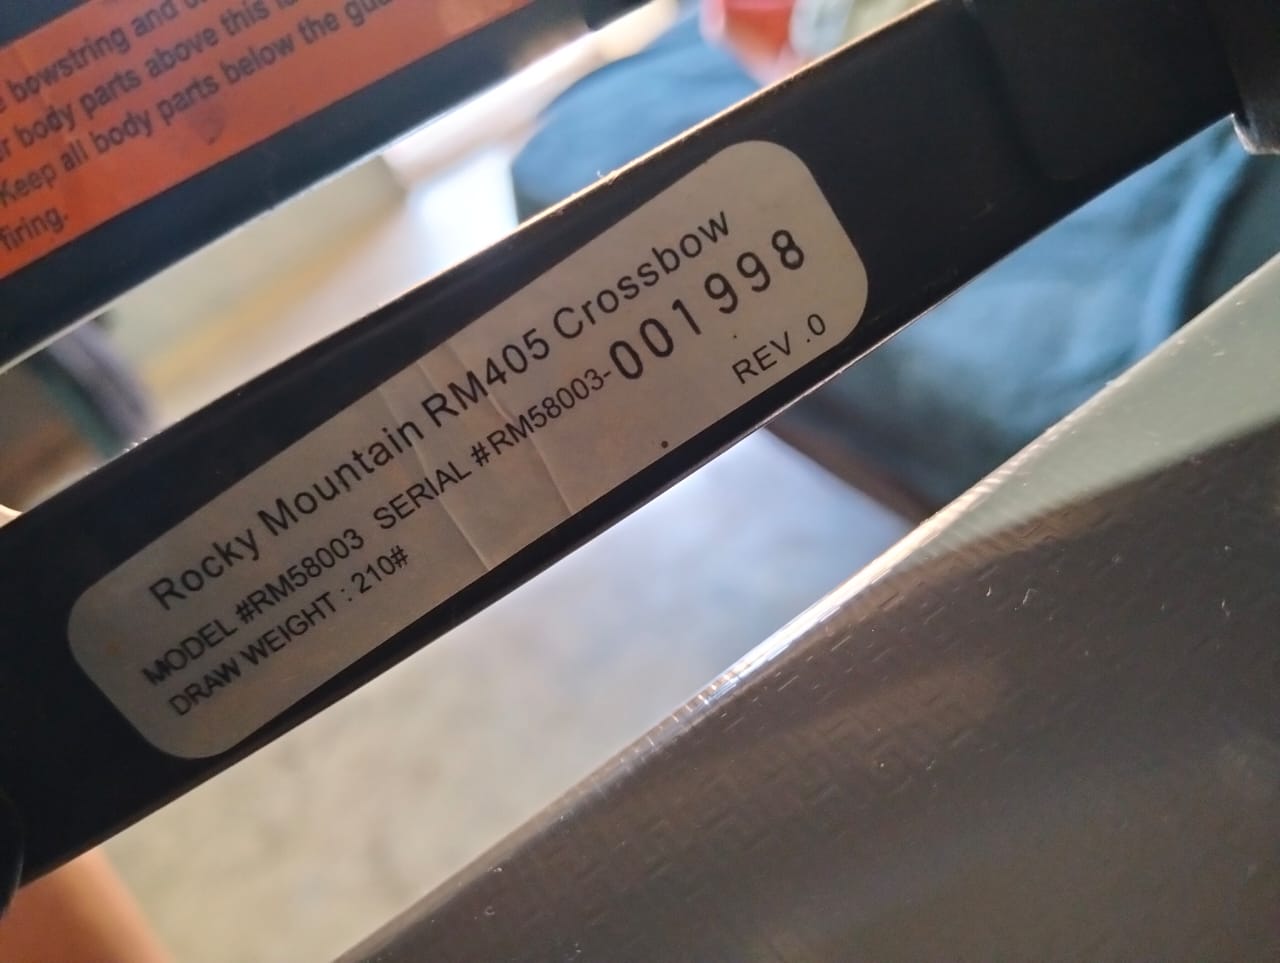 bowstring and
body parts above this
Keep all body parts below the
firing.
Rocky Mountain RM405 Crossbow
MODEL #RM58003 SERIAL #RM58003-001998
DRAW WEIGHT : 210#
REV .0